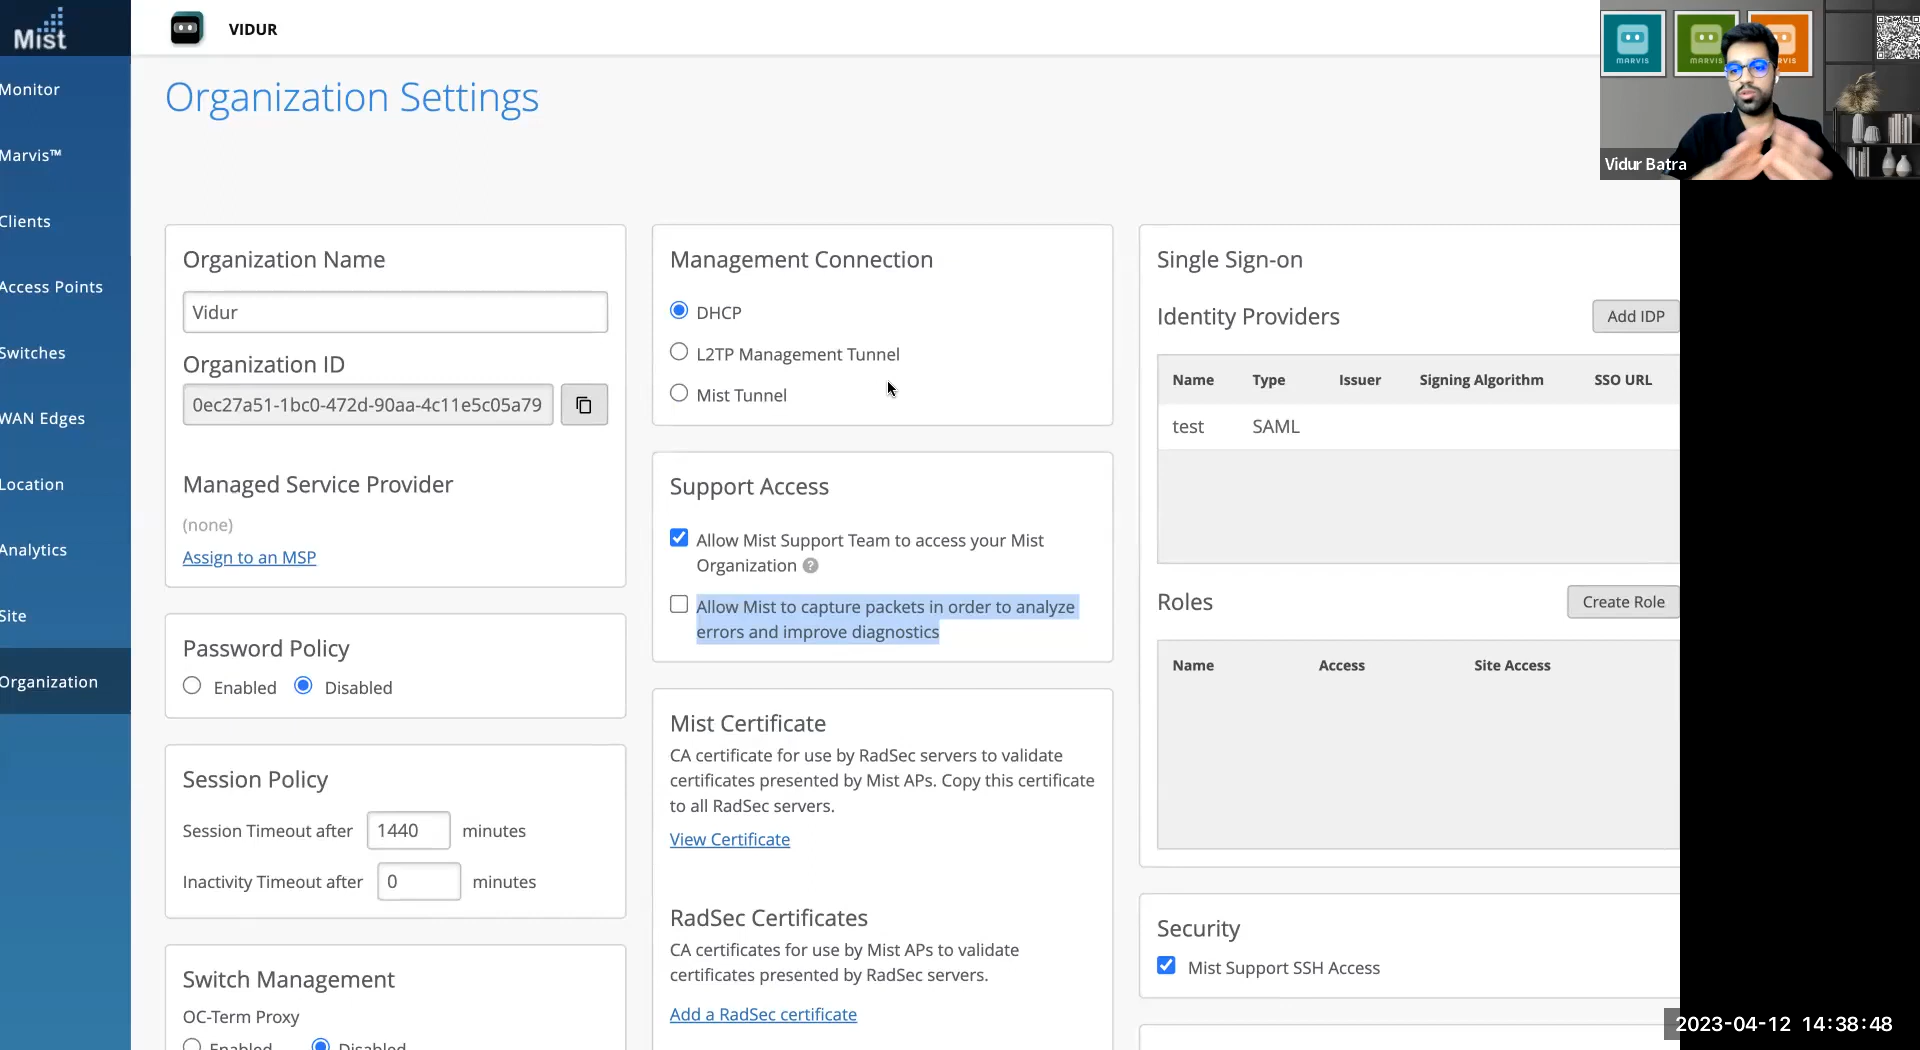 Mist
VIDUR
Monitor
Marvis™
Clients
Access Points
Switches
WAN Edges
Location
Analytics
Site
Organization
Organization Settings
Organization Name
Vidur
Organization ID
0ec27a51-1bc0-472d-90aa-4c11e5c05a79
Managed Service Provider
(none)
Assign to an MSP
Password Policy
Enabled Disabled
Session Policy
Session Timeout after 1440 minutes
Inactivity Timeout after 0 minutes
Switch Management
OC-Term Proxy
Enabled Disabled
Management Connection
DHCP
L2TP Management Tunnel
Mist Tunnel
Support Access
Allow Mist Support Team to access your Mist
Organization ?
Allow Mist to capture packets in order to analyze
errors and improve diagnostics
Mist Certificate
CA certificate for use by RadSec servers to validate
certificates presented by Mist APs. Copy this certificate
to all RadSec servers.
View Certificate
RadSec Certificates
CA certificates for use by Mist APs to validate
certificates presented by RadSec servers.
Add a RadSec certificate
Single Sign-on
Identity Providers Add IDP
Name Type Issuer Signing Algorithm SSO URL
test SAML
Roles Create Role
Name Access Site Access
Security
Mist Support SSH Access
MARVIS
Vidur Batra
2023-04-12 14:38:48